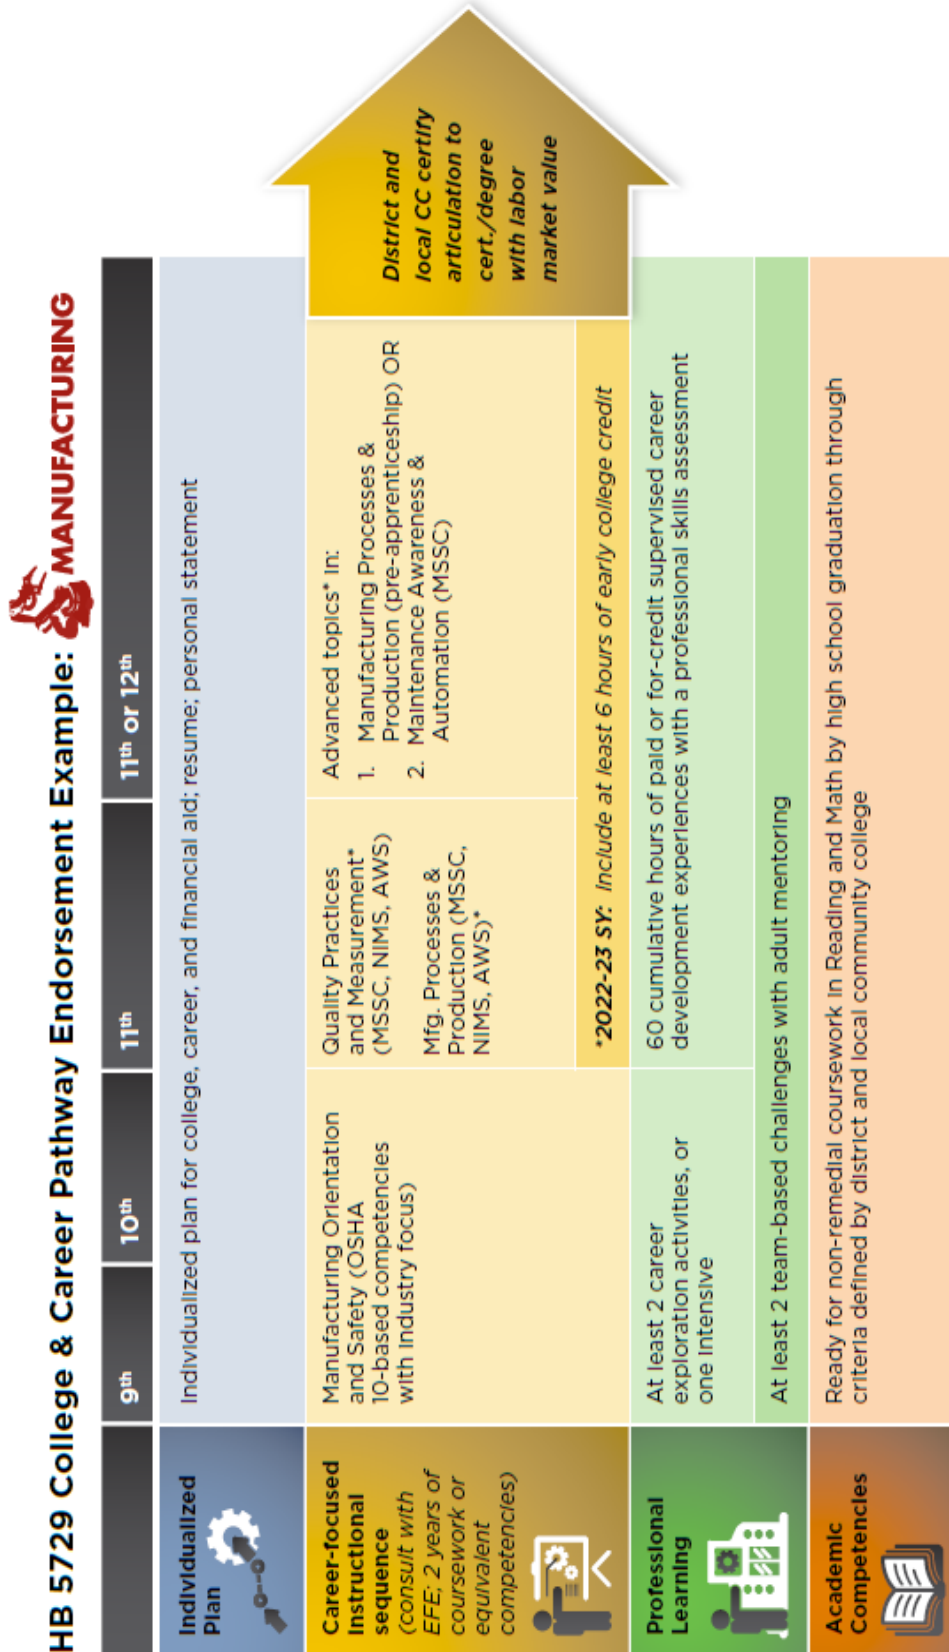 HB 5729 College & Career Pathway Endorsement Example: MANUFACTURING
9th
10th
11th
11th or 12th
Individualized
Plan
Individualized plan for college, career, and financial aid; resume; personal statement
Career-focused
Instructional
sequence
(consult with
EFE; 2 years of
coursework or
equivalent
competencies)
Manufacturing Orientation
and Safety (OSHA
10-based competencies
with Industry focus)
Quality Practices
and Measurement*
(MSSC, NIMS, AWS)
Mfg. Processes &
Production (MSSC,
NIMS, AWS)*
Advanced topics* in:
1. Manufacturing Processes &
Production (pre-apprenticeship) OR
2. Maintenance Awareness &
Automation (MSSC)
*2022-23 SY: Include at least 6 hours of early college credit
District and
local CC certify
articulation to
cert./degree
with labor
market value
Professional
Learning
At least 2 career
exploration activities, or
one Intensive
60 cumulative hours of paid or for-credit supervised career
development experiences with a professional skills assessment
At least 2 team-based challenges with adult mentoring
Academic
Competencies
Ready for non-remedial coursework in Reading and Math by high school graduation through
criteria defined by district and local community college